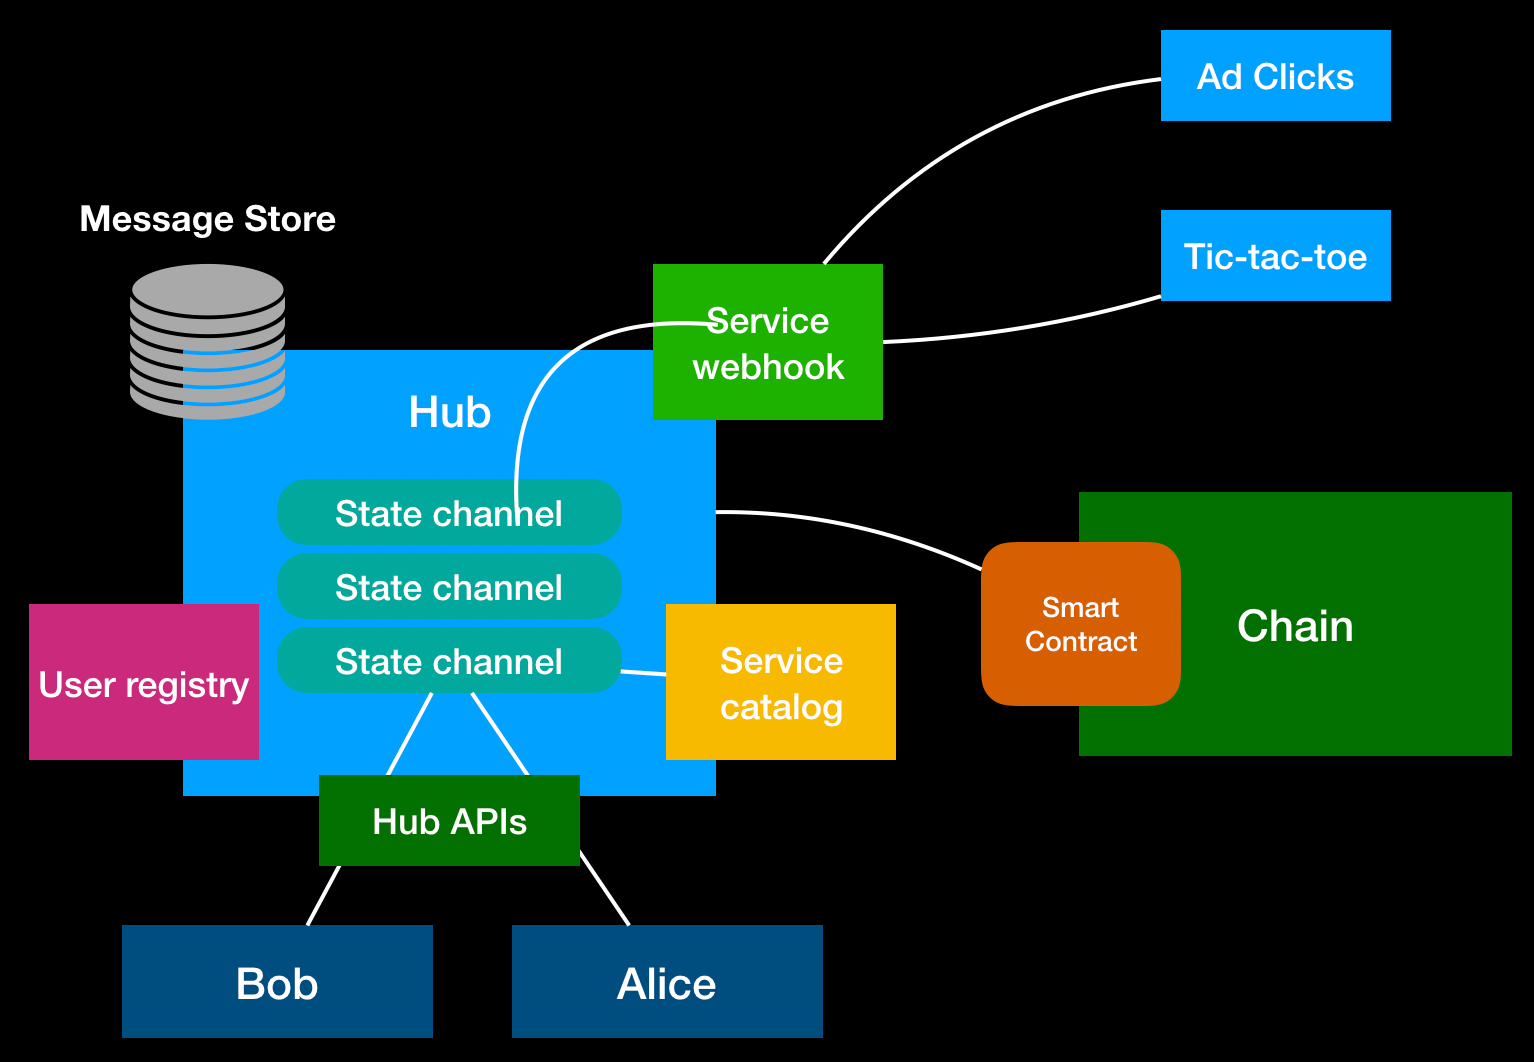 Ad Clicks
Message Store
Tic-tac-toe
Service
webhook
Hub
State channel
State channel
State channel
User registry
Service
catalog
Smart
Contract
Chain
Hub APIs
Bob
Alice